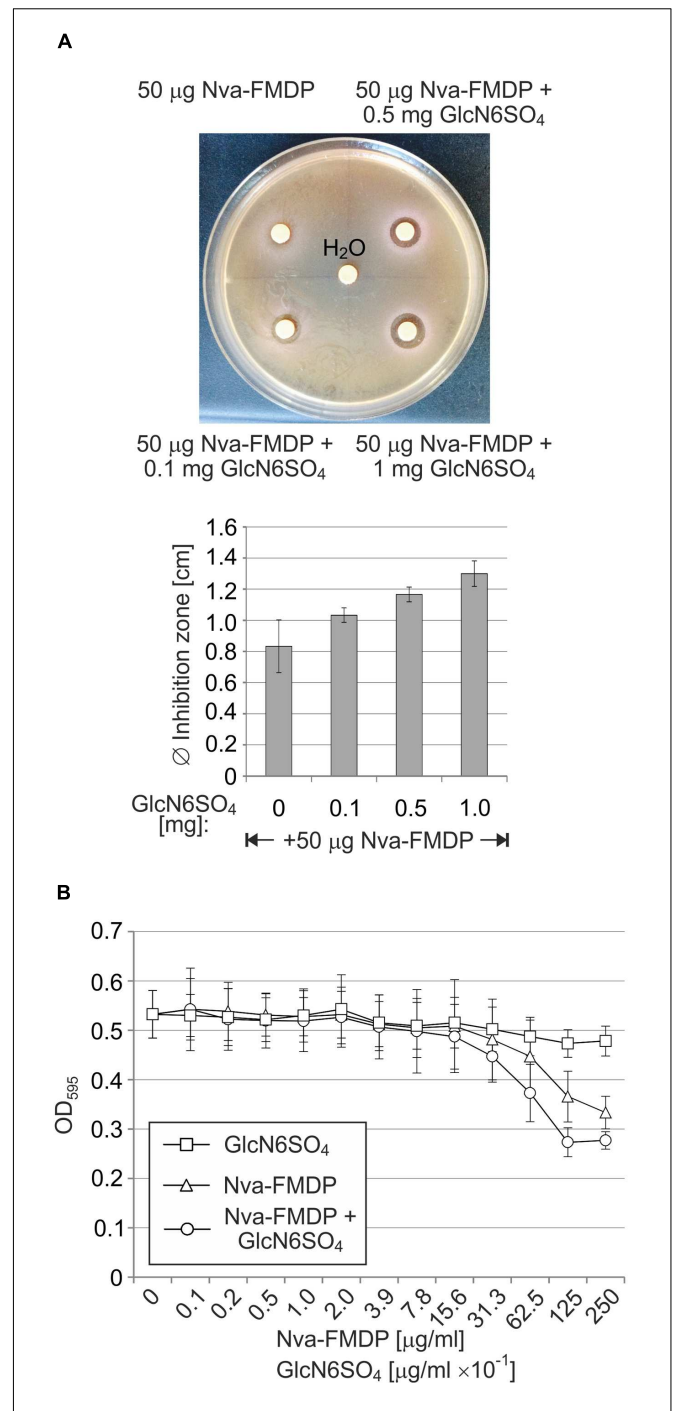 A
50 µg Nva-FMDP
50 µg Nva-FMDP +
0.5 mg GlcN6SO₄
H₂O
50 µg Nva-FMDP +
0.1 mg GlcN6SO₄
50 µg Nva-FMDP +
1 mg GlcN6SO₄
∅ Inhibition zone [cm]
1.6
1.4
1.2
1.0
0.8
0.6
0.4
0.2
0
GlcN6SO₄
[mg]:
0 0.1 0.5 1.0
+50 µg Nva-FMDP
B
OD₅₉₅
0.7
0.6
0.5
0.4
0.3
0.2
0.1
0
GlcN6SO₄
Nva-FMDP
Nva-FMDP +
GlcN6SO₄
0 0.1 0.2 0.5 1.0 2.0 3.9 7.8 15.6 31.3 62.5 125 250
Nva-FMDP [µg/ml]
GlcN6SO₄ [µg/ml ×10⁻¹]